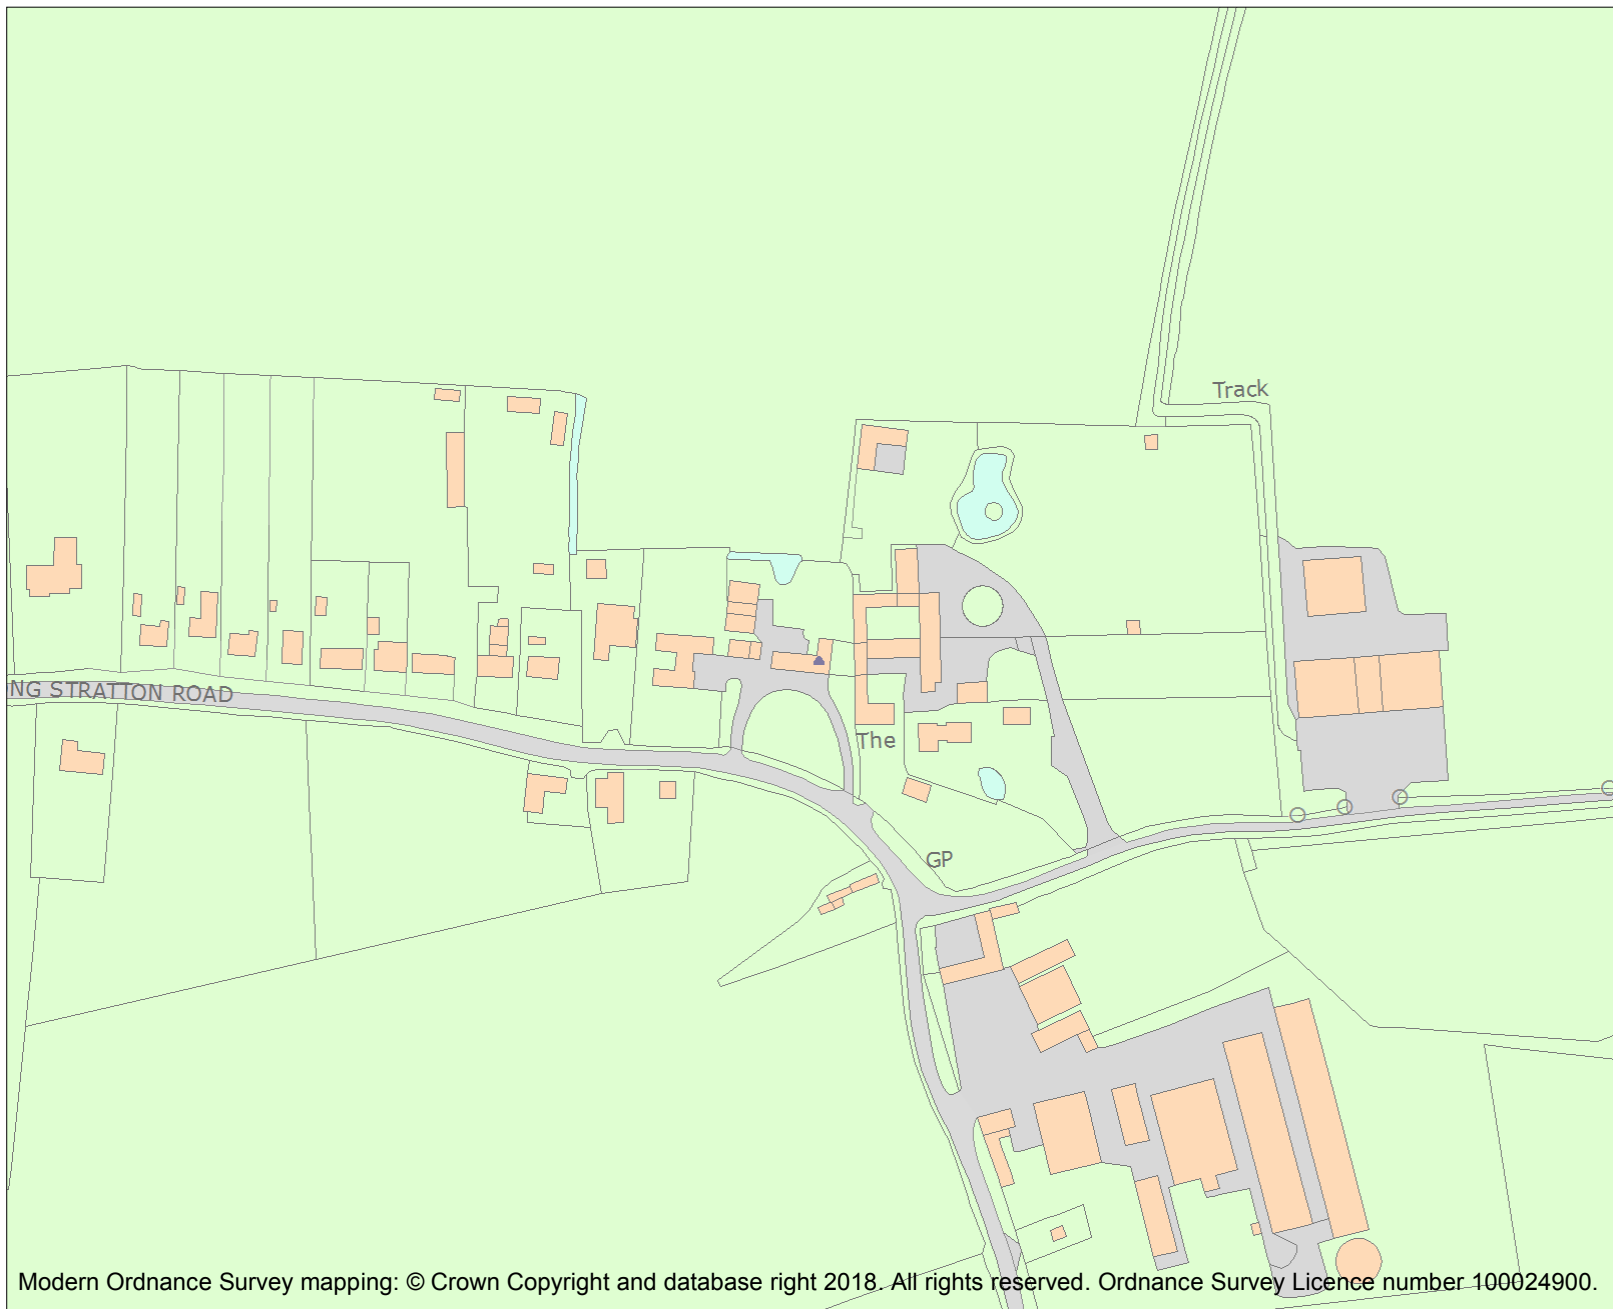 Track
NG STRATTON ROAD
The
GP
Modern Ordnance Survey mapping: © Crown Copyright and database right 2018. All rights reserved. Ordnance Survey Licence number 100024900.